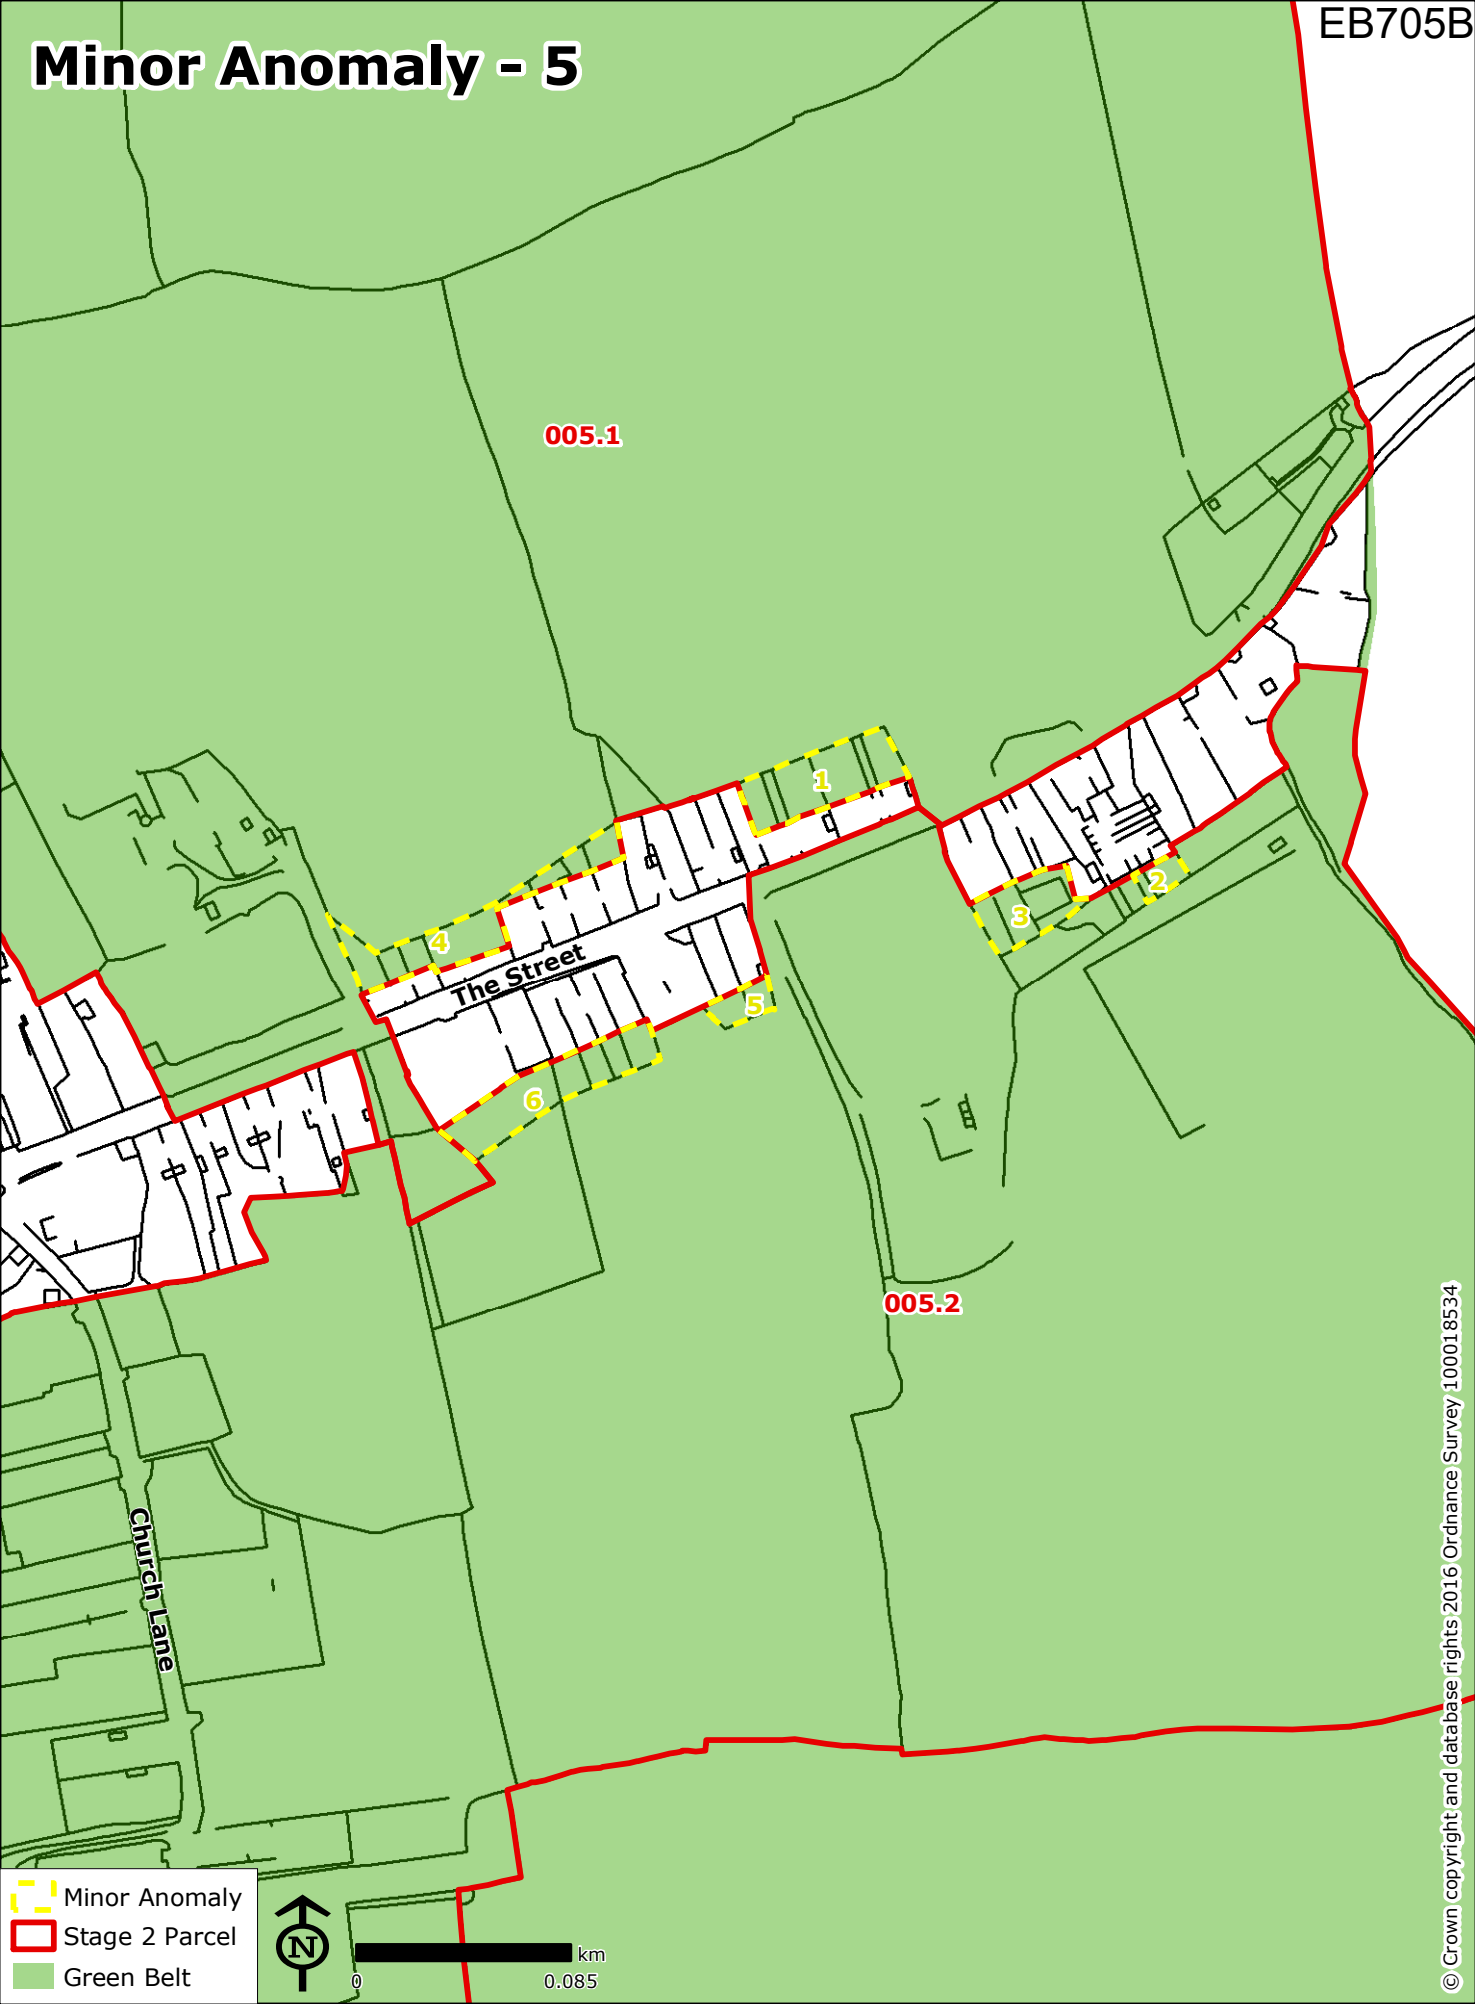 EB705B
Minor Anomaly - 5
005.1
1
2
3
4
The Street
5
6
005.2
Church Lane
© Crown copyright and database rights 2016 Ordnance Survey 100018534
Minor Anomaly
Stage 2 Parcel
Green Belt
N
km
0 0.085